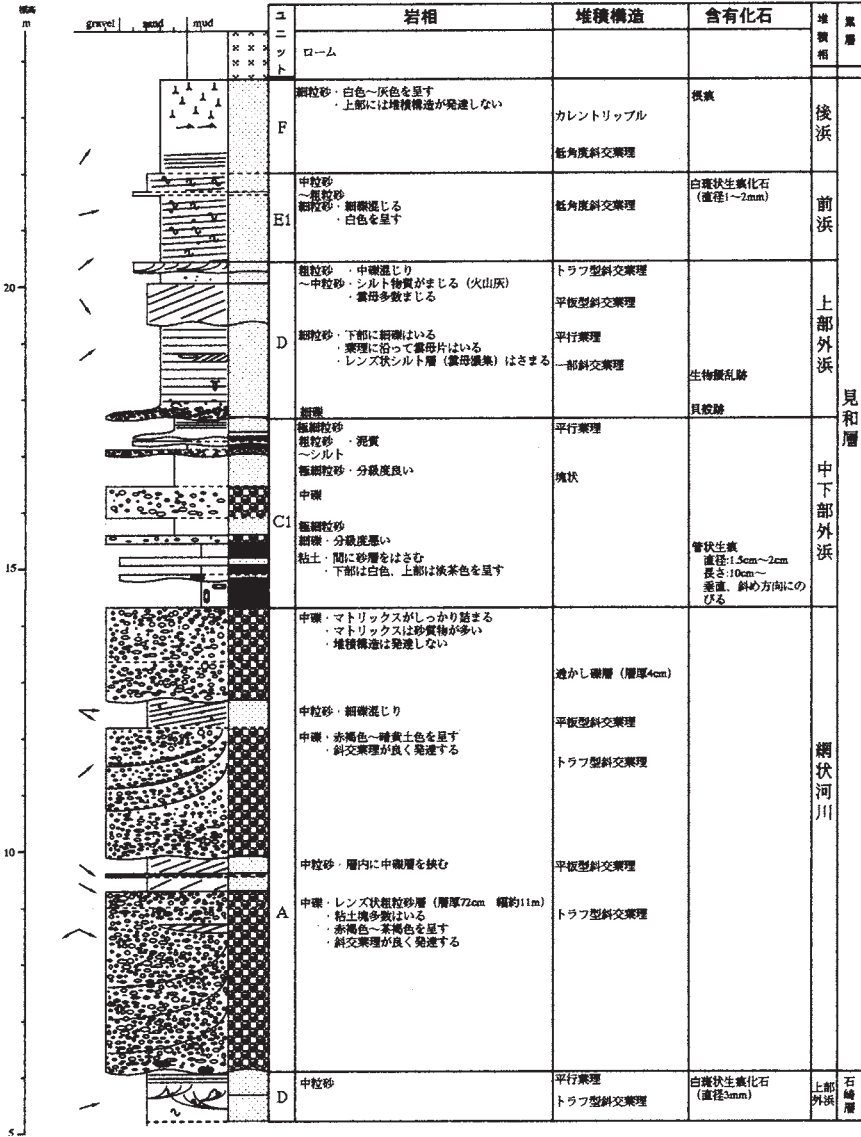 標高
m
gravel sand mud
ユニット
岩相
堆積構造
含有化石
堆積相
累層
ローム
F
細粒砂・白色～灰色を呈す
・上部には堆積構造が発達しない
カレントリップル
低角度斜交葉理
根痕
後浜
E1
中粒砂
～粗粒砂
細粒砂・細礫混じる
・白色を呈す
低角度斜交葉理
白斑状生痕化石
(直径1～2mm)
前浜
20
D
粗粒砂・中礫混じり
～中粒砂・シルト物質がまじる（火山灰）
・雲母多数まじる
細粒砂・下部に細礫はいる
・葉理に沿って雲母片はいる
・レンズ状シルト層（雲母濃集）はさまる
細礫
トラフ型斜交葉理
平板型斜交葉理
平行葉理
一部斜交葉理
生物擾乱跡
貝殻跡
上部外浜
見和層
C1
極細粒砂
粗粒砂・泥質
～シルト
極細粒砂・分級度良い
中礫
極細粒砂
細礫・分級度悪い
粘土・間に砂層をはさむ
・下部は白色、上部は淡茶色を呈す
平行葉理
塊状
管状生痕
直径:1.5cm～2cm
長さ:10cm～
垂直、斜め方向にの
びる
中下部外浜
15
A
中礫・マトリックスがしっかり詰まる
・マトリックスは砂質物が多い
・堆積構造は発達しない
中粒砂・細礫混じり
中礫・赤褐色～暗黄土色を呈す
・斜交葉理が良く発達する
中粒砂・層内に中礫層を挟む
中礫・レンズ状粗粒砂層（層厚72cm 幅約11m）
・粘土塊多数はいる
・赤褐色～茶褐色を呈す
・斜交葉理が良く発達する
透かし礫層（層厚4cm）
平板型斜交葉理
トラフ型斜交葉理
平板型斜交葉理
トラフ型斜交葉理
網状河川
10
D
中粒砂
平行葉理
トラフ型斜交葉理
白斑状生痕化石
(直径3mm)
上部外浜
石崎層
5